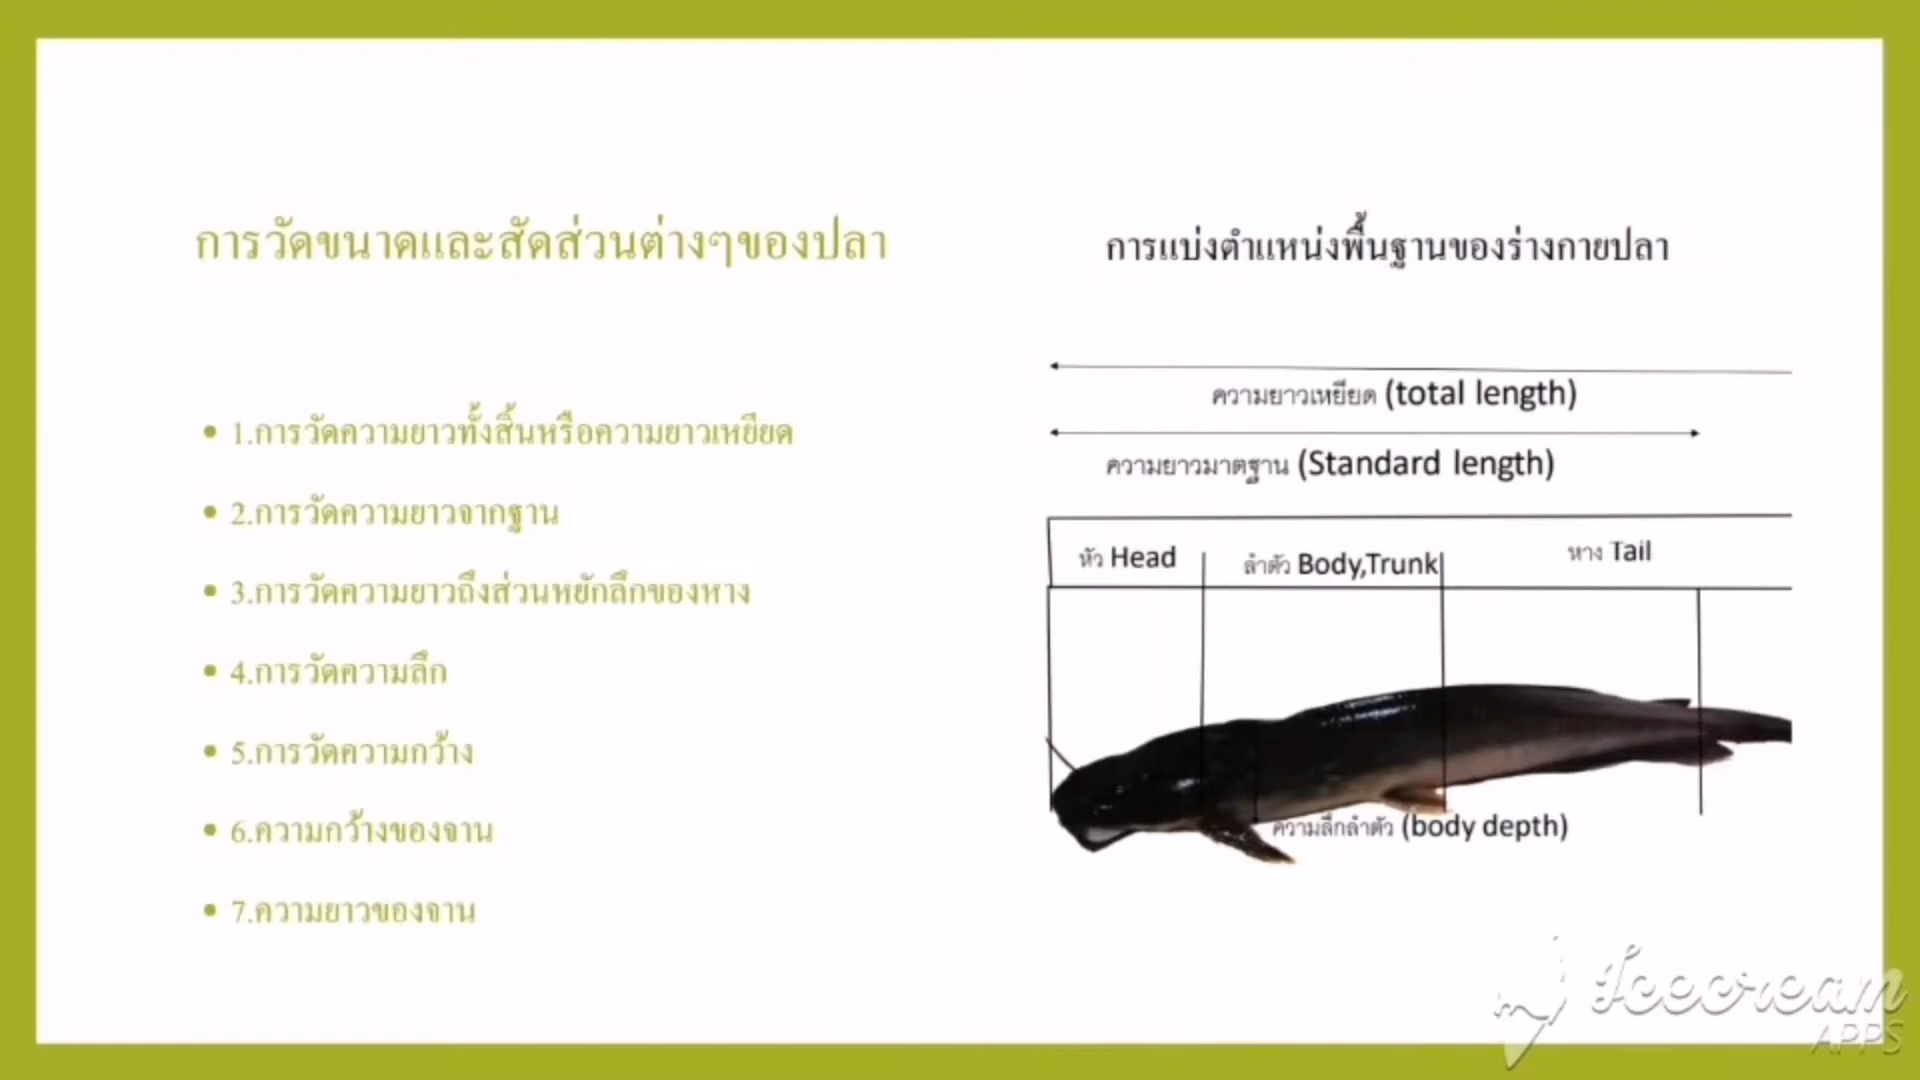 การวัดขนาดและสัดส่วนต่างๆของปลา
• 1.การวัดความยาวทั้งสิ้นหรือความยาวเหยียด
• 2.การวัดความยาวจากฐาน
• 3.การวัดความยาวถึงส่วนหยักลึกของหาง
• 4.การวัดความลึก
• 5.การวัดความกว้าง
• 6.ความกว้างของจาน
• 7.ความยาวของจาน
การแบ่งตำแหน่งพื้นฐานของร่างกายปลา
ความยาวเหยียด (total length)
ความยาวมาตฐาน (Standard length)
หัว Head
ลำตัว Body,Trunk
หาง Tail
ความลึกลำตัว (body depth)
Icecream
APPS